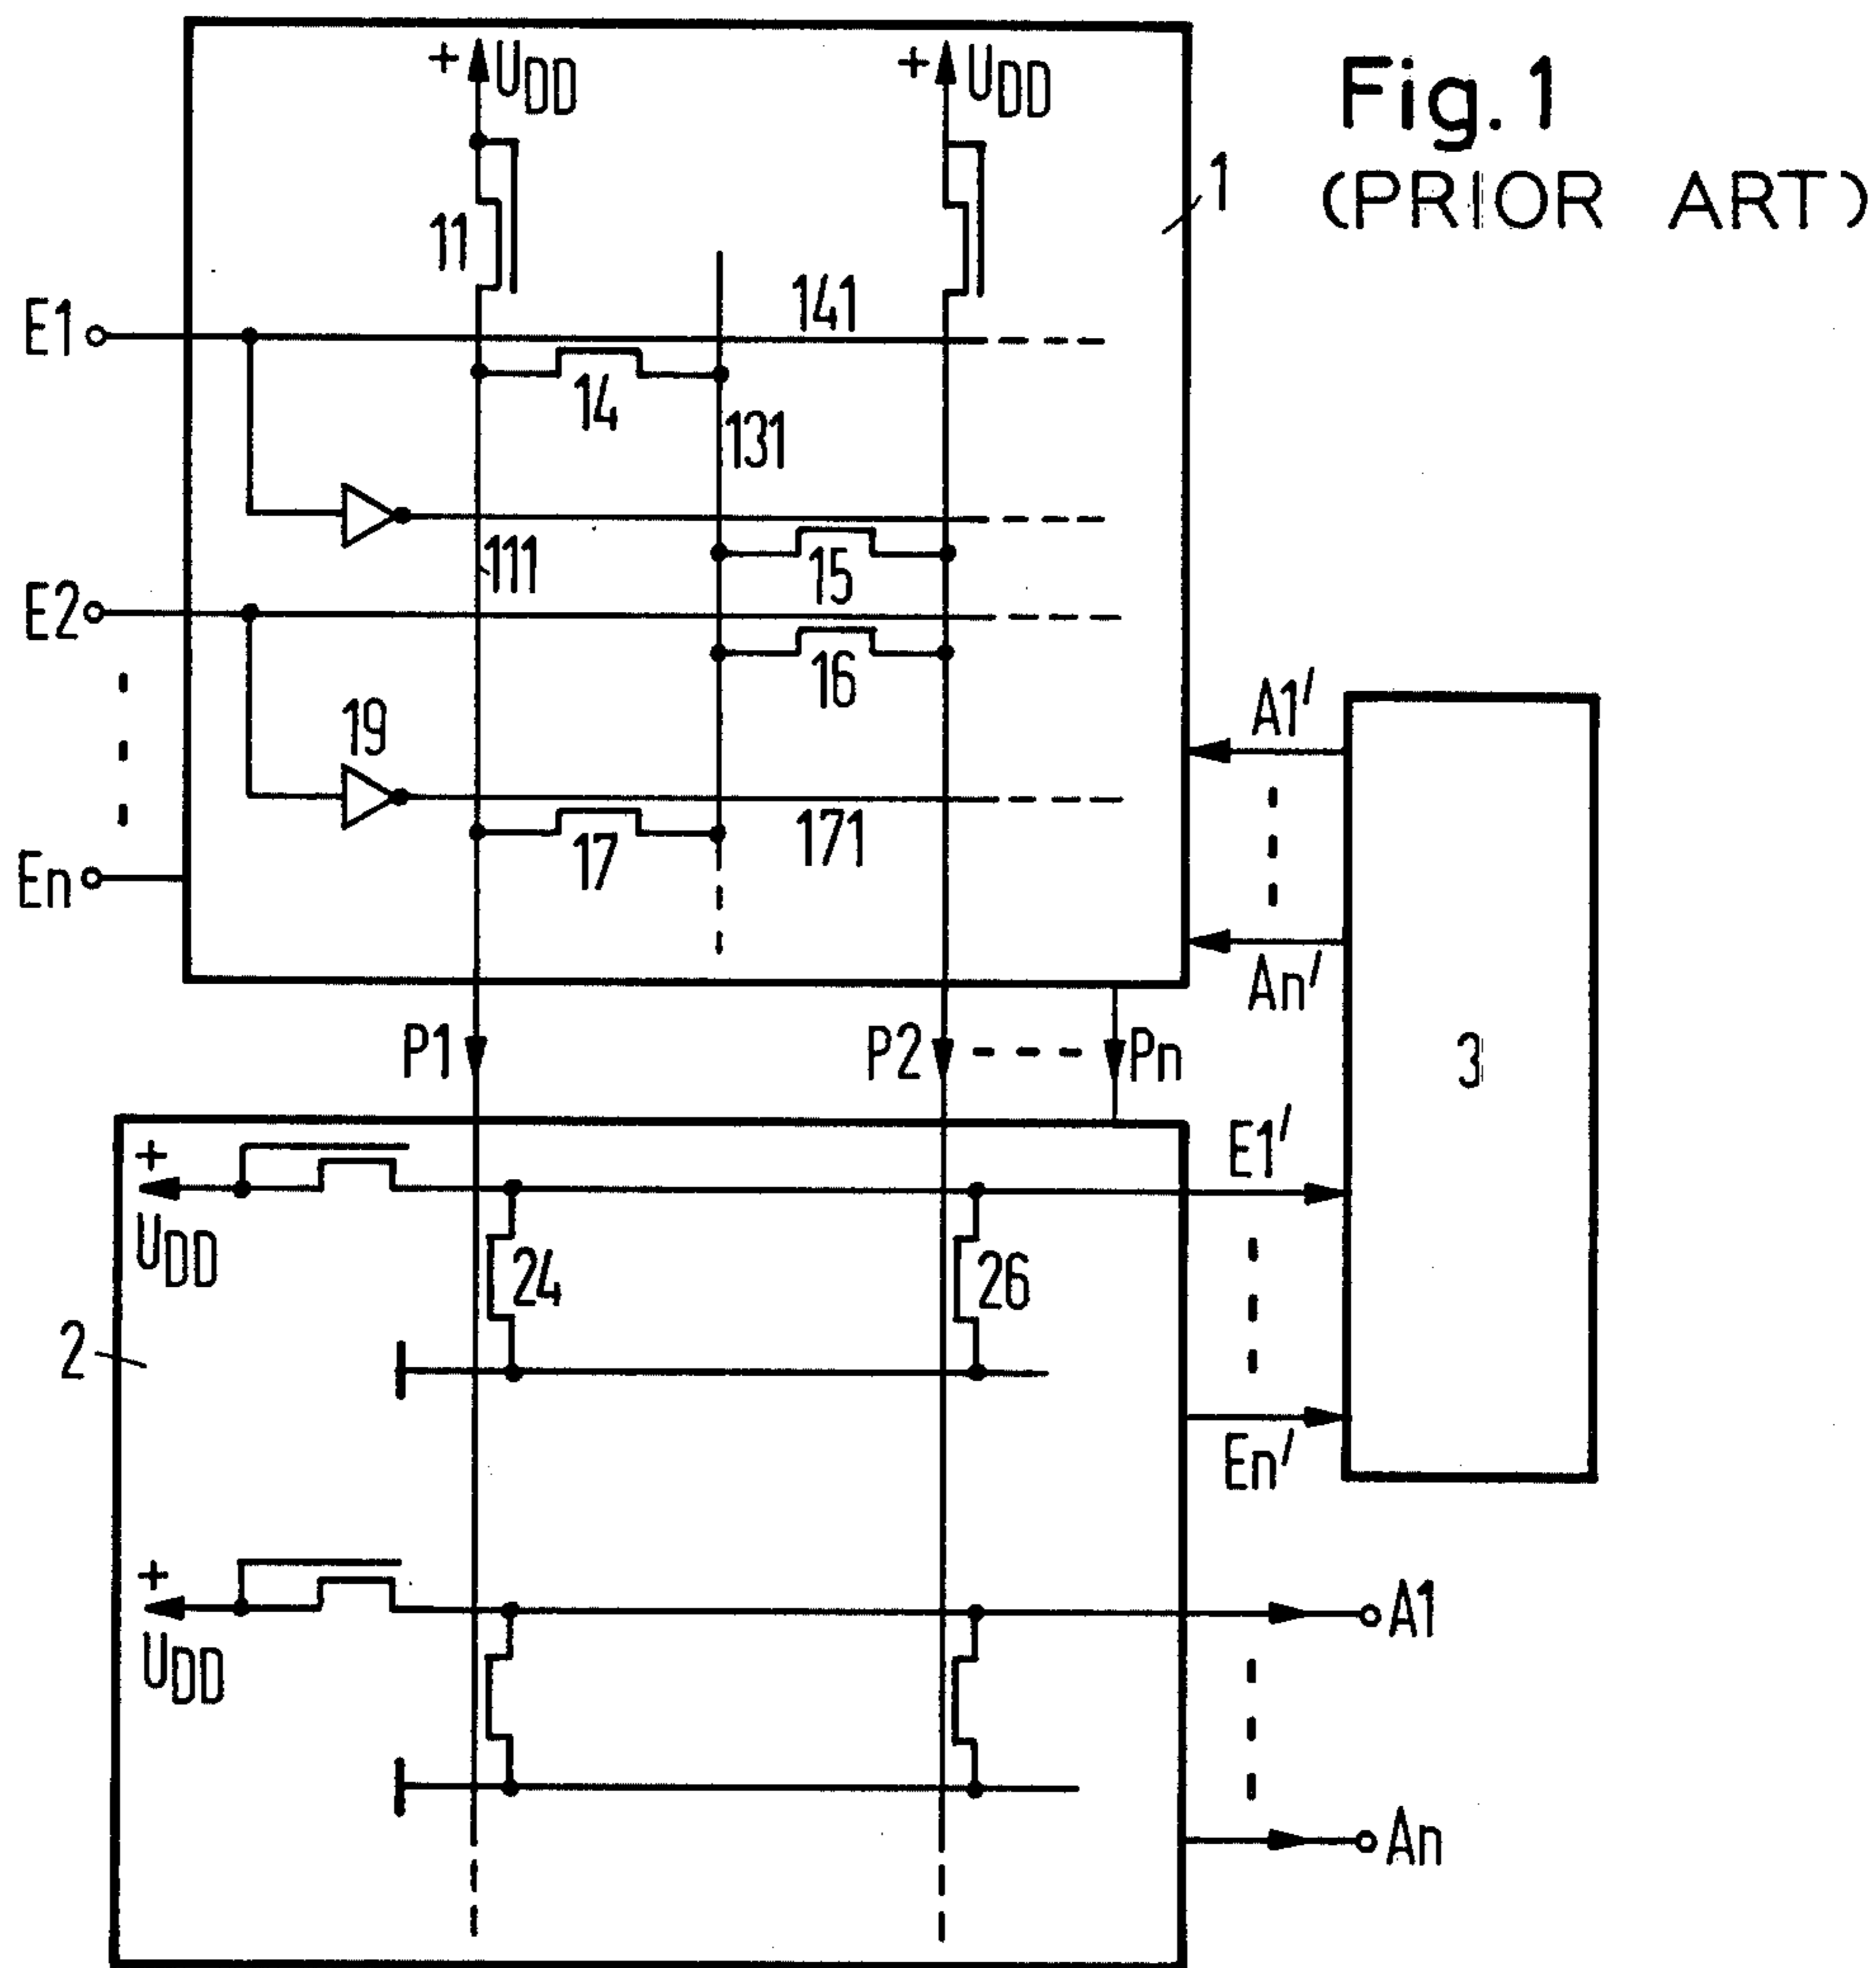 Fig. 1
(PRIOR ART)
+ UDD
+ UDD
1
11
E1
141
14
131
111
15
E2
16
19
A1'
17
171
En
An'
P1
P2
Pn
3
+
UDD
E1'
24
26
2
En'
+
UDD
A1
An